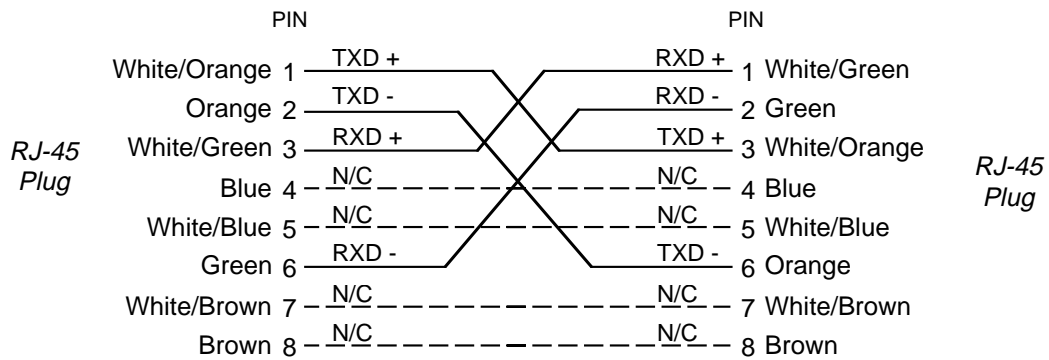 PIN PIN
White/Orange 1 TXD + RXD + 1 White/Green
Orange 2 TXD - RXD - 2 Green
White/Green 3 RXD + TXD + 3 White/Orange
RJ-45 Plug
Blue 4 N/C N/C 4 Blue
RJ-45 Plug
White/Blue 5 N/C N/C 5 White/Blue
Green 6 RXD - TXD - 6 Orange
White/Brown 7 N/C N/C 7 White/Brown
Brown 8 N/C N/C 8 Brown